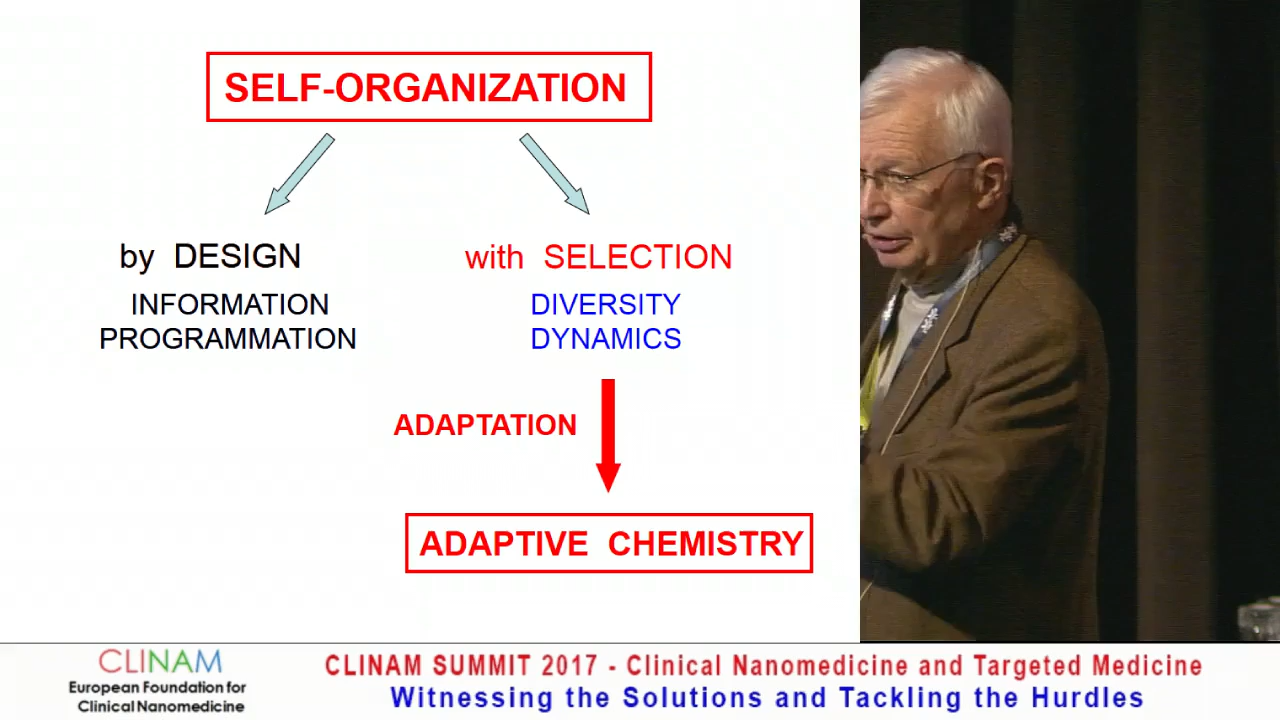 SELF-ORGANIZATION
by DESIGN
INFORMATION
PROGRAMMATION
with SELECTION
DIVERSITY
DYNAMICS
ADAPTATION
ADAPTIVE CHEMISTRY
CLINAM
European Foundation for
Clinical Nanomedicine
CLINAM SUMMIT 2017 - Clinical Nanomedicine and Targeted Medicine
Witnessing the Solutions and Tackling the Hurdles